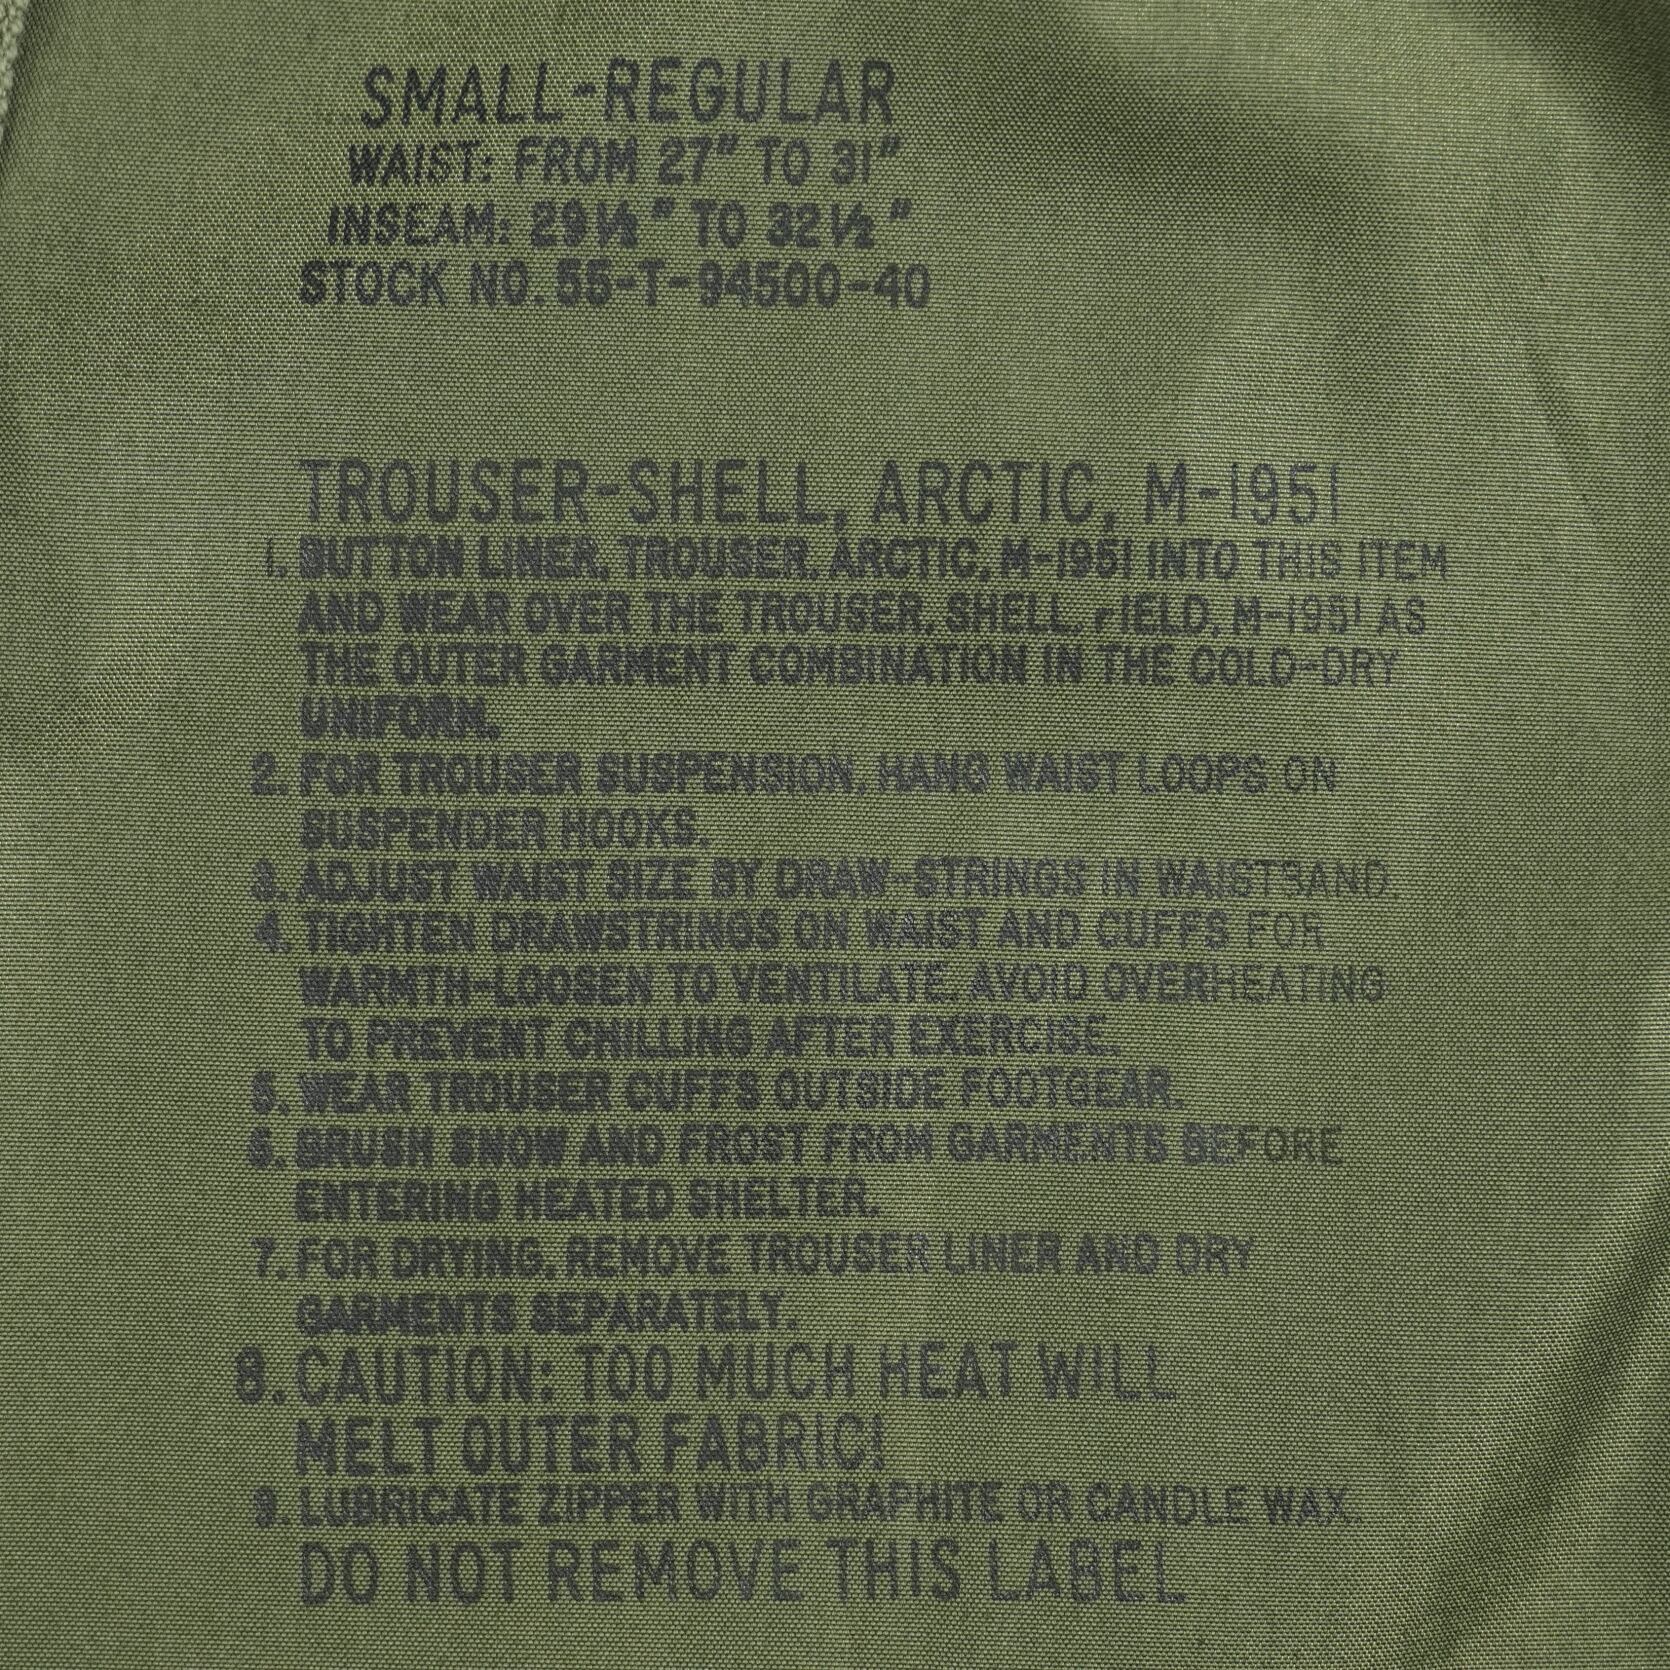 SMALL-REGULAR
WAIST: FROM 27" TO 31"
INSEAM: 29½" TO 32½"
STOCK NO. 55-T-94500-40
TROUSER-SHELL, ARCTIC, M-1951
1. BUTTON LINER, TROUSER, ARCTIC, M-1951 INTO THIS ITEM
AND WEAR OVER THE TROUSER, SHELL, FIELD, M-1951 AS
THE OUTER GARMENT COMBINATION IN THE COLD-DRY
UNIFORM.
2. FOR TROUSER SUSPENSION, HANG WAIST LOOPS ON
SUSPENDER HOOKS.
3. ADJUST WAIST SIZE BY DRAW-STRINGS IN WAISTBAND.
4. TIGHTEN DRAWSTRINGS ON WAIST AND CUFFS FOR
WARMTH-LOOSEN TO VENTILATE. AVOID OVERHEATING
TO PREVENT CHILLING AFTER EXERCISE.
5. WEAR TROUSER CUFFS OUTSIDE FOOTGEAR.
6. BRUSH SNOW AND FROST FROM GARMENTS BEFORE
ENTERING HEATED SHELTER.
7. FOR DRYING, REMOVE TROUSER LINER AND DRY
GARMENTS SEPARATELY.
8. CAUTION: TOO MUCH HEAT WILL
MELT OUTER FABRIC!
9. LUBRICATE ZIPPER WITH GRAPHITE OR CANDLE WAX.
DO NOT REMOVE THIS LABEL